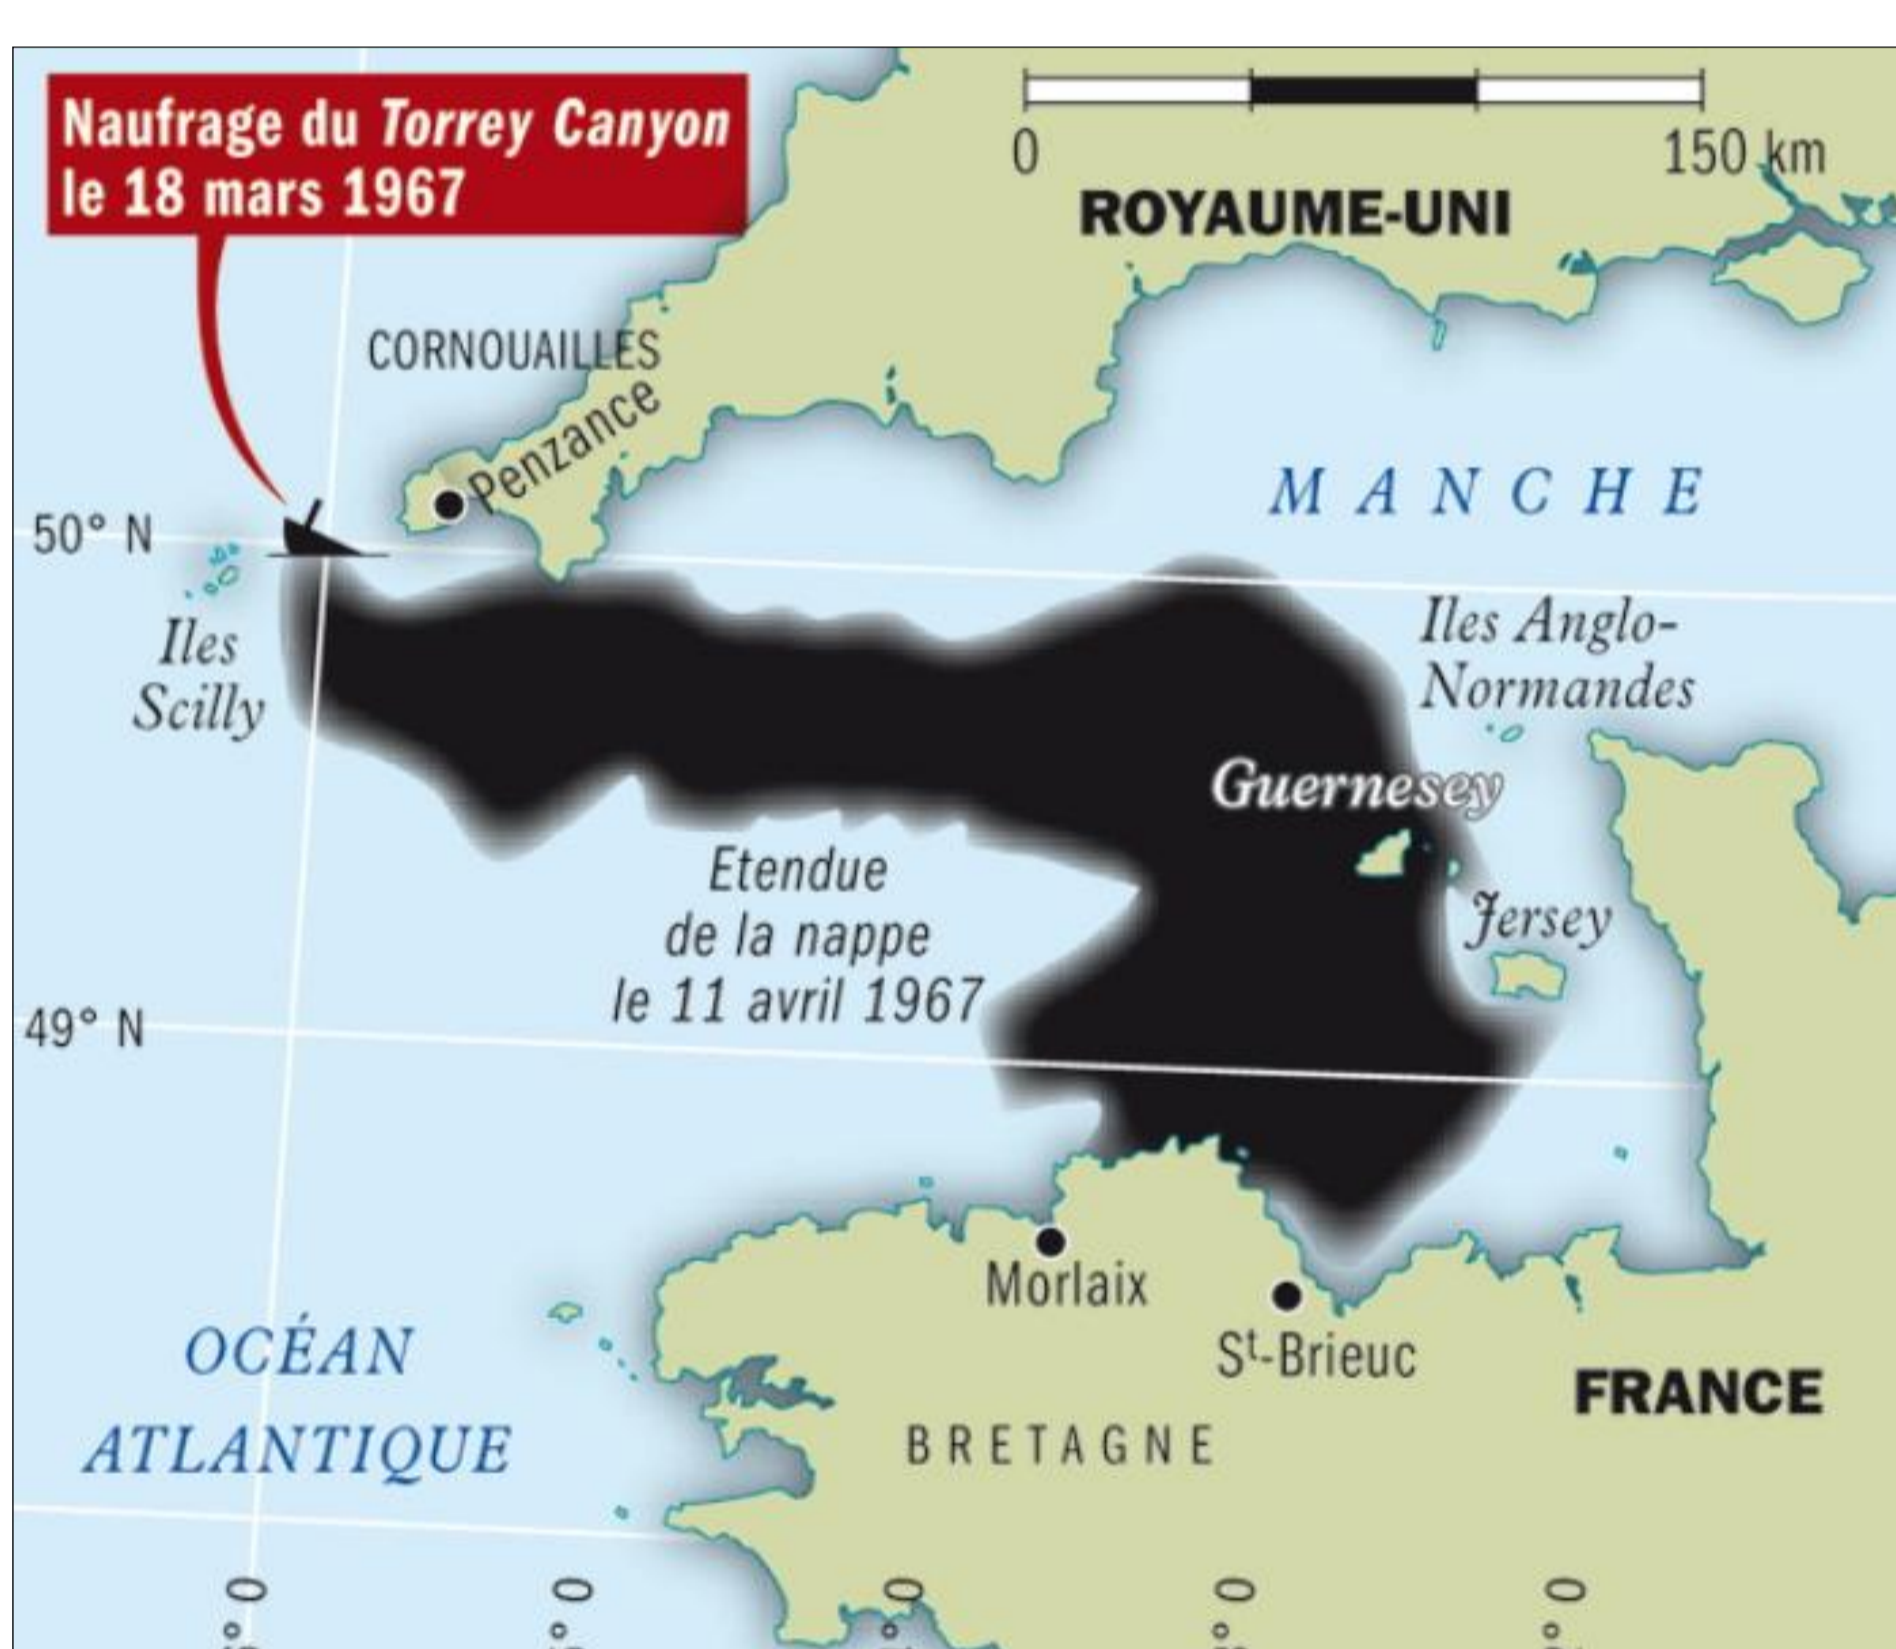 Naufrage du Torrey Canyon
le 18 mars 1967
0
150 km
ROYAUME-UNI
CORNOUAILLES
Penzance
MANCHE
50° N
Iles
Scilly
Iles Anglo-
Normandes
Guernesey
Jersey
Etendue
de la nappe
le 11 avril 1967
49° N
Morlaix
St-Brieuc
OCÉAN
ATLANTIQUE
BRETAGNE
FRANCE